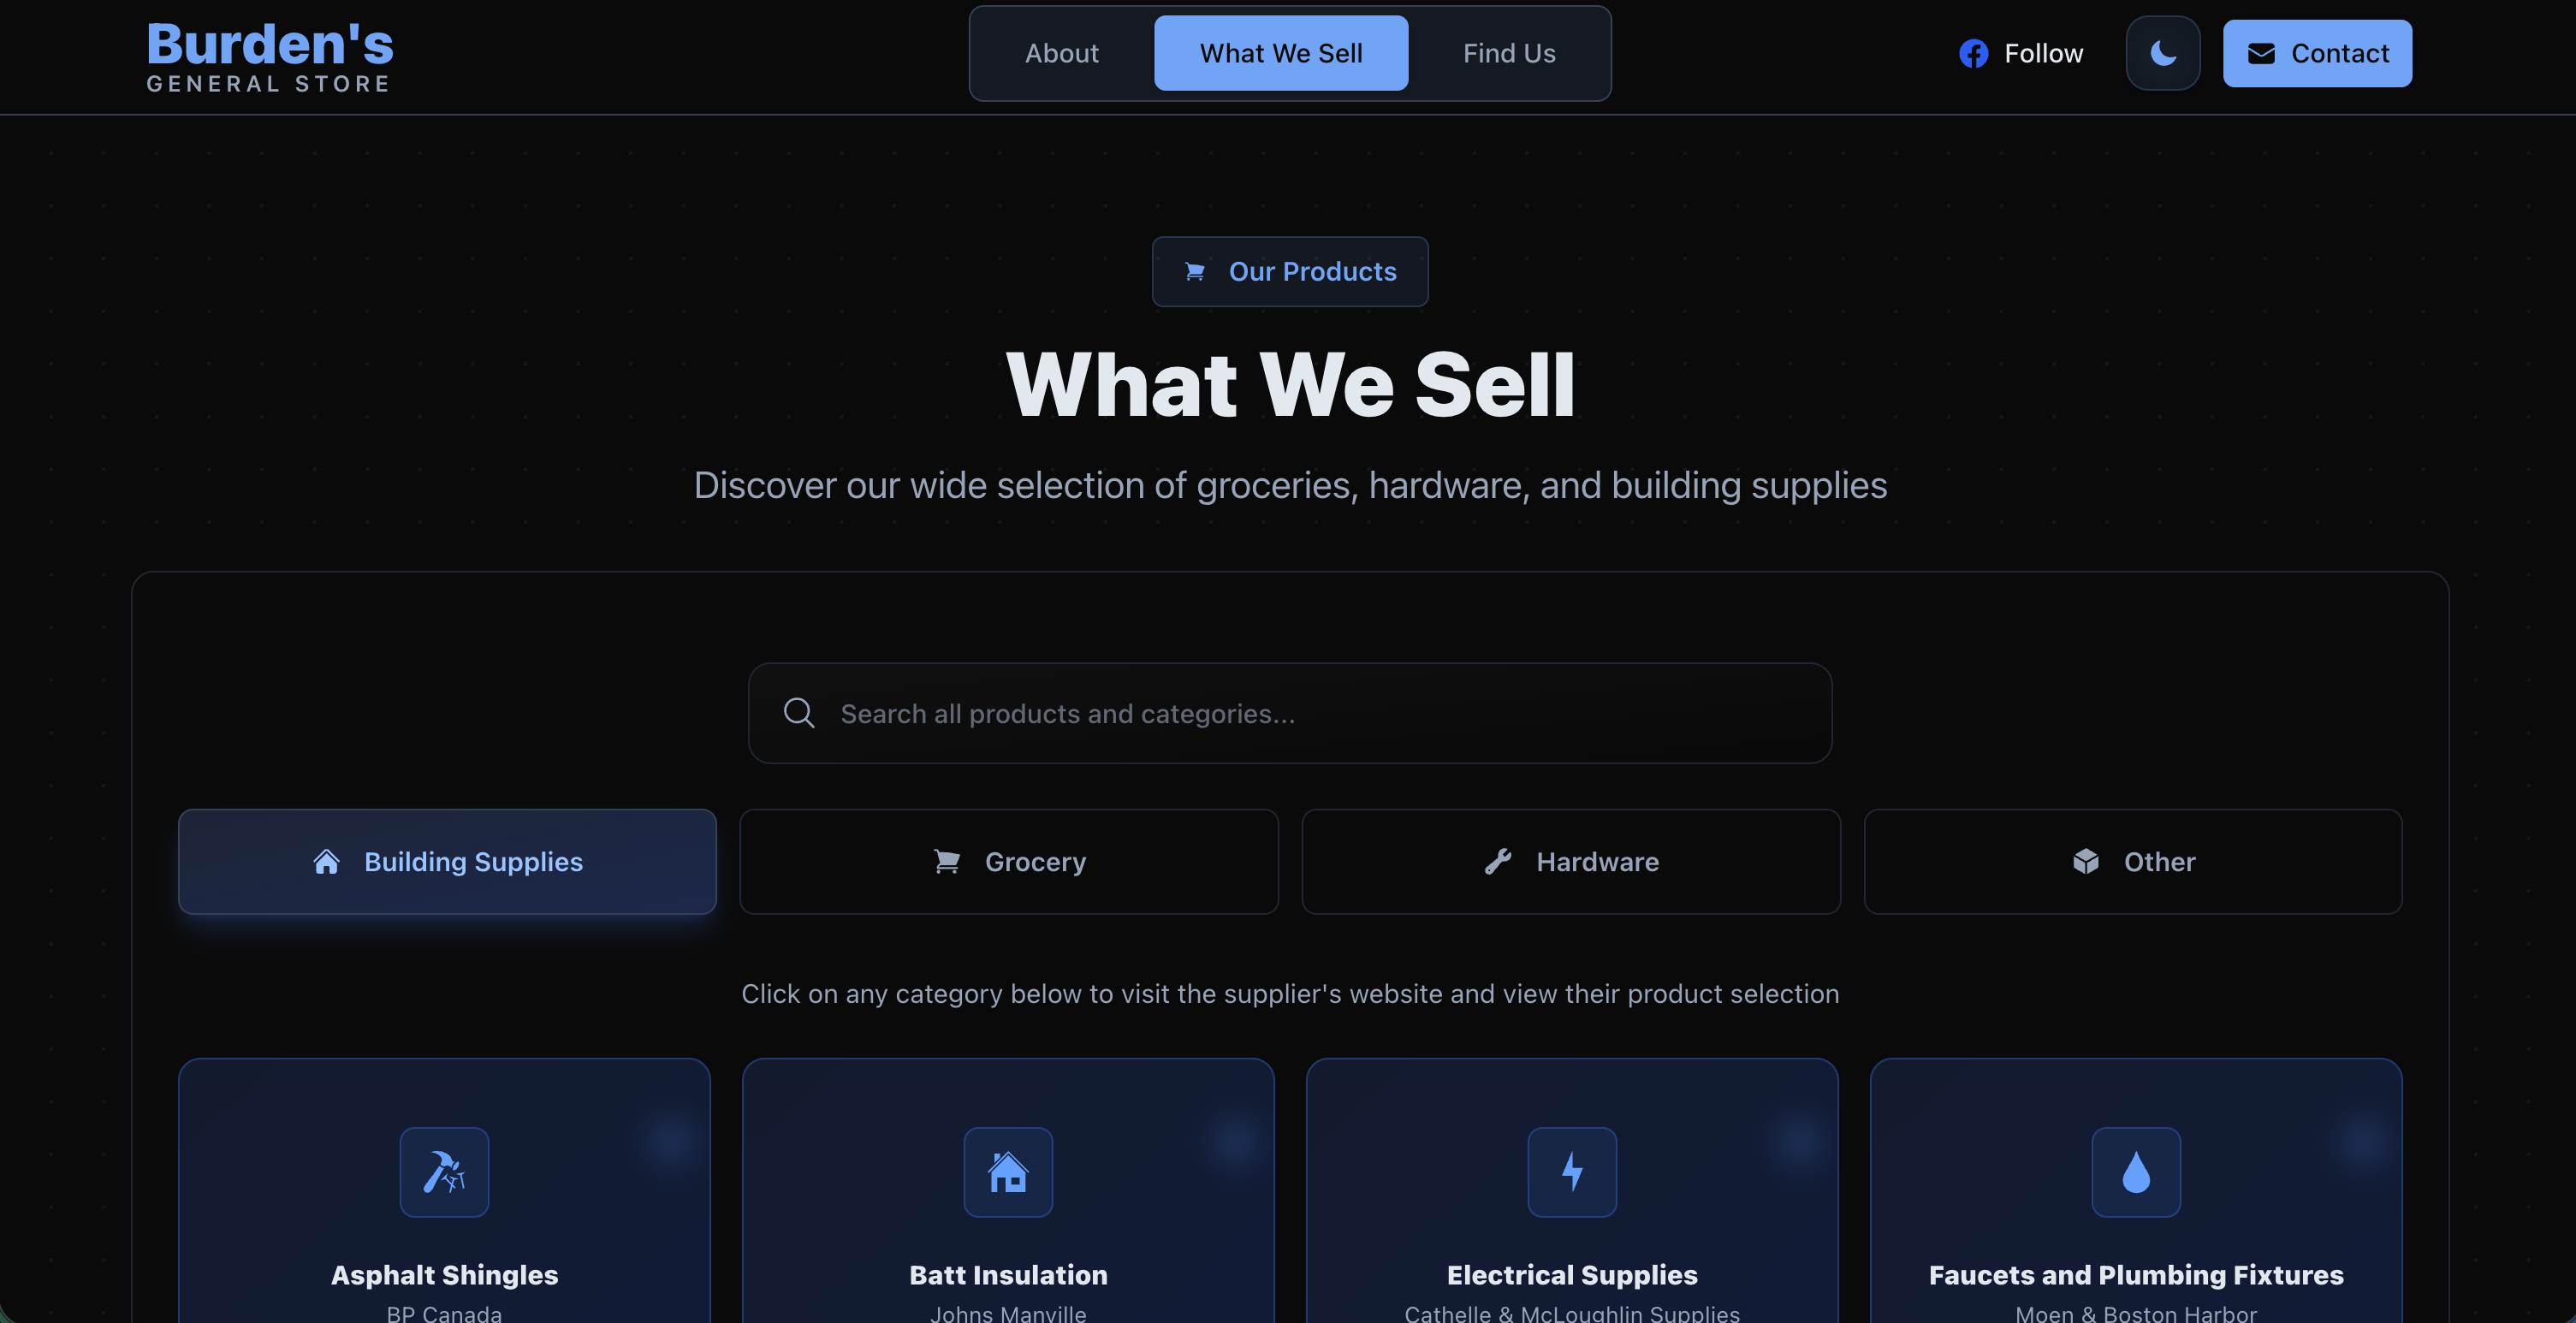 Burden's
GENERAL STORE
About
What We Sell
Find Us
Follow
Contact
Our Products
What We Sell
Discover our wide selection of groceries, hardware, and building supplies
Search all products and categories...
Building Supplies
Grocery
Hardware
Other
Click on any category below to visit the supplier's website and view their product selection
Asphalt Shingles
BP Canada
Batt Insulation
Johns Manville
Electrical Supplies
Cathelle & McLoughlin Supplies
Faucets and Plumbing Fixtures
Moen & Boston Harbor